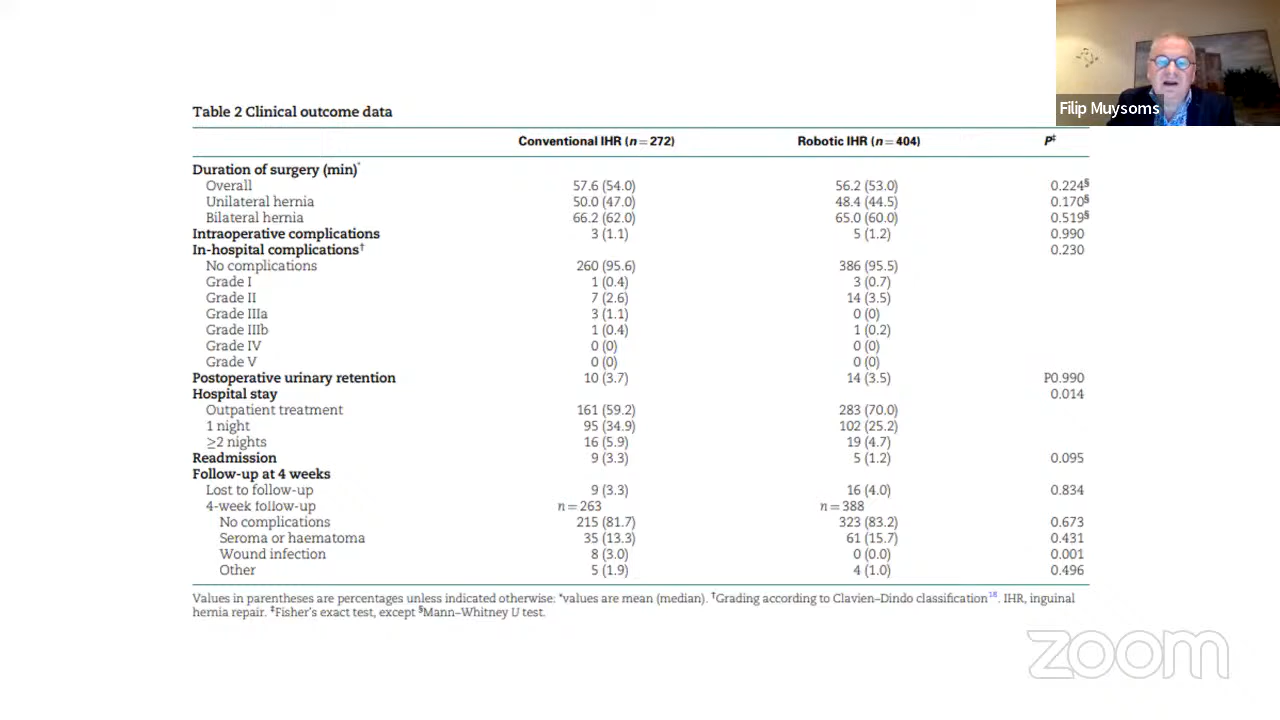 Filip Muysoms
Table 2 Clinical outcome data
Conventional IHR (n=272) Robotic IHR (n=404) P‡
Duration of surgery (min)*
Overall 57.6 (54.0) 56.2 (53.0) 0.224§
Unilateral hernia 50.0 (47.0) 48.4 (44.5) 0.170§
Bilateral hernia 66.2 (62.0) 65.0 (60.0) 0.519§
Intraoperative complications 3 (1.1) 5 (1.2) 0.990
In-hospital complications† 0.230
No complications 260 (95.6) 386 (95.5)
Grade I 1 (0.4) 3 (0.7)
Grade II 7 (2.6) 14 (3.5)
Grade IIIa 3 (1.1) 0 (0)
Grade IIIb 1 (0.4) 1 (0.2)
Grade IV 0 (0) 0 (0)
Grade V 0 (0) 0 (0)
Postoperative urinary retention 10 (3.7) 14 (3.5) P0.990
Hospital stay 0.014
Outpatient treatment 161 (59.2) 283 (70.0)
1 night 95 (34.9) 102 (25.2)
≥2 nights 16 (5.9) 19 (4.7)
Readmission 9 (3.3) 5 (1.2) 0.095
Follow-up at 4 weeks
Lost to follow-up 9 (3.3) 16 (4.0) 0.834
4-week follow-up n=263 n=388
No complications 215 (81.7) 323 (83.2) 0.673
Seroma or haematoma 35 (13.3) 61 (15.7) 0.431
Wound infection 8 (3.0) 0 (0.0) 0.001
Other 5 (1.9) 4 (1.0) 0.496
Values in parentheses are percentages unless indicated otherwise: *values are mean (median). †Grading according to Clavien–Dindo classification18. IHR, inguinal
hernia repair. ‡Fisher's exact test, except §Mann–Whitney U test.
zoom